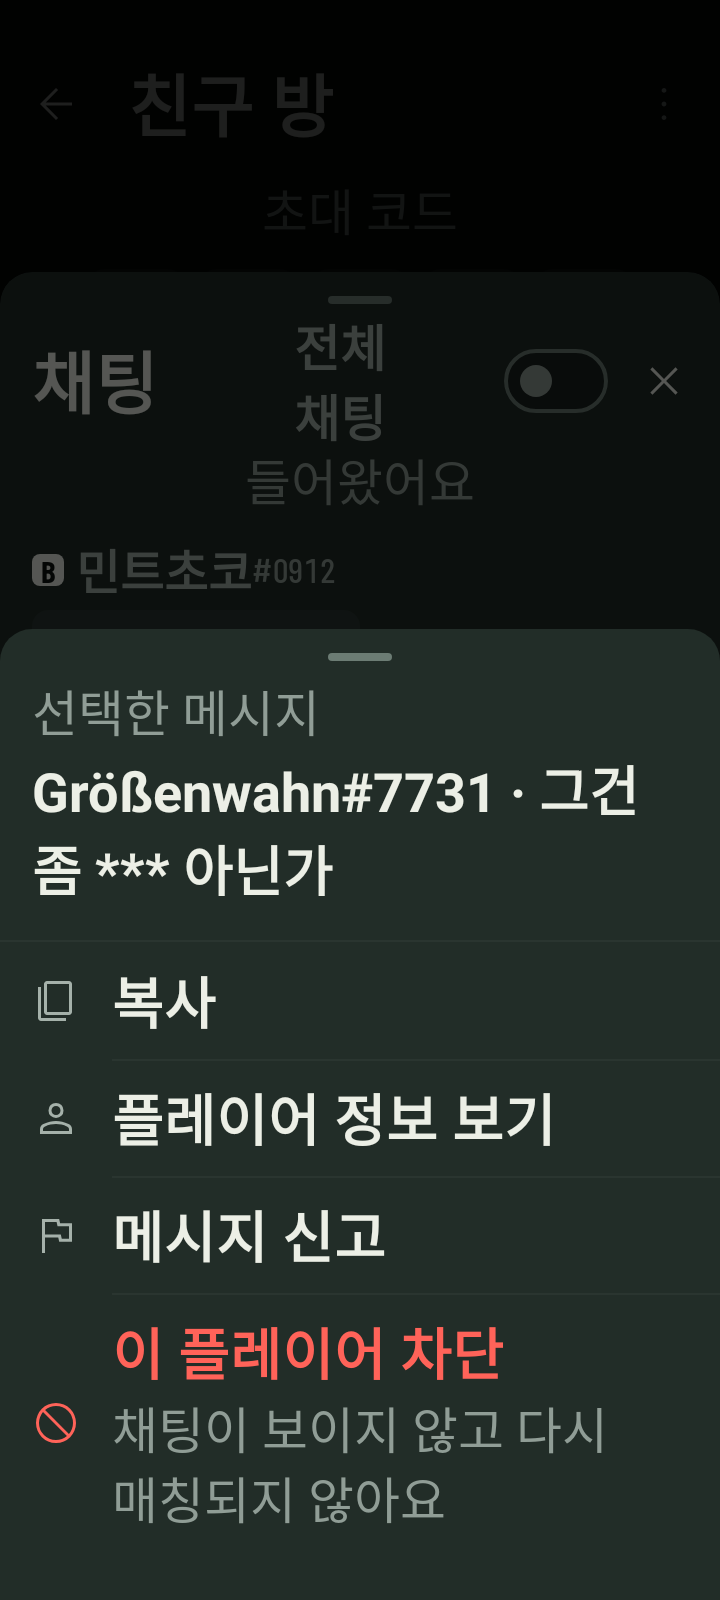 친구 방
초대 코드
채팅
전체
채팅
들어왔어요
B 민트초코#0912
선택한 메시지
Größenwahn#7731 · 그건
좀 *** 아닌가
복사
플레이어 정보 보기
메시지 신고
이 플레이어 차단
채팅이 보이지 않고 다시
매칭되지 않아요